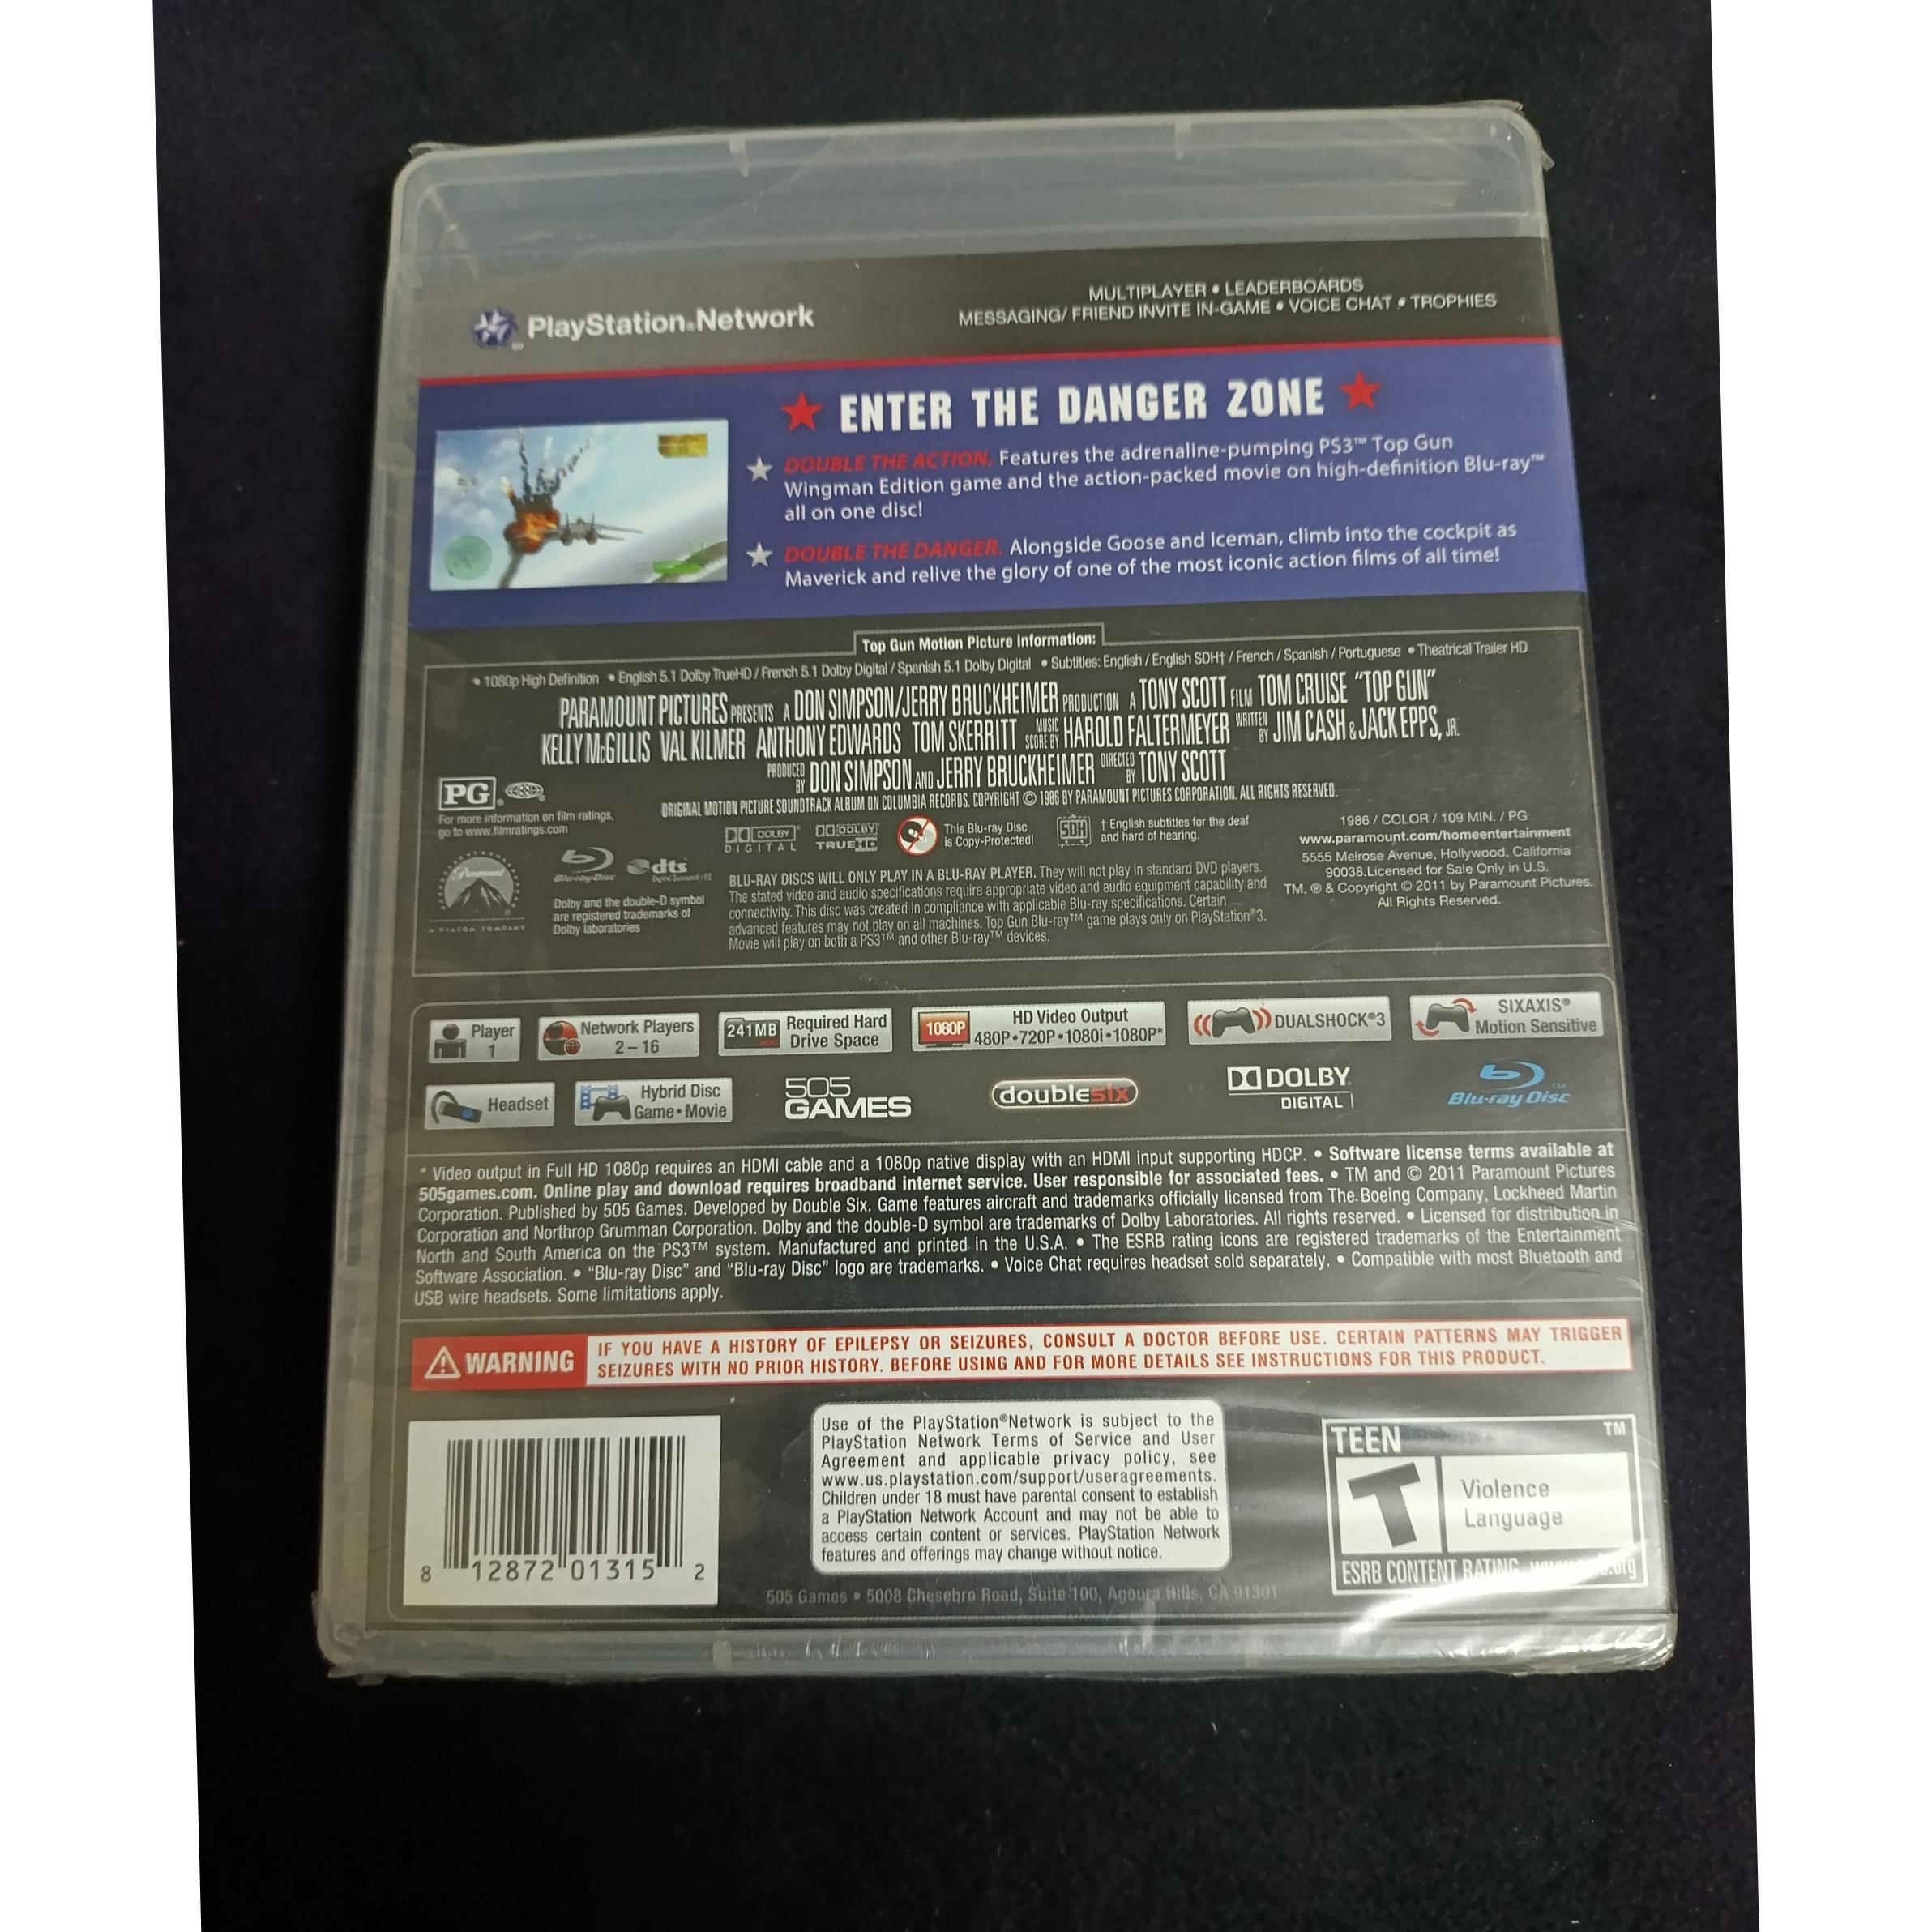 PlayStation®Network
MULTIPLAYER • LEADERBOARDS
MESSAGING/ FRIEND INVITE IN-GAME • VOICE CHAT • TROPHIES
★ ENTER THE DANGER ZONE ★
★ DOUBLE THE ACTION. Features the adrenaline-pumping PS3™ Top Gun
Wingman Edition game and the action-packed movie on high-definition Blu-ray™
all on one disc!
★ DOUBLE THE DANGER. Alongside Goose and Iceman, climb into the cockpit as
Maverick and relive the glory of one of the most iconic action films of all time!
Top Gun Motion Picture Information:
• 1080p High Definition • English 5.1 Dolby TrueHD / French 5.1 Dolby Digital / Spanish 5.1 Dolby Digital • Subtitles: English / English SDH† / French / Spanish / Portuguese • Theatrical Trailer HD
PARAMOUNT PICTURES PRESENTS A DON SIMPSON/JERRY BRUCKHEIMER PRODUCTION A TONY SCOTT FILM TOM CRUISE "TOP GUN"
KELLY McGILLIS VAL KILMER ANTHONY EDWARDS TOM SKERRITT MUSIC SCORE BY HAROLD FALTERMEYER WRITTEN BY JIM CASH & JACK EPPS, JR.
PRODUCED BY DON SIMPSON AND JERRY BRUCKHEIMER DIRECTED BY TONY SCOTT
ORIGINAL MOTION PICTURE SOUNDTRACK ALBUM ON COLUMBIA RECORDS. COPYRIGHT © 1986 BY PARAMOUNT PICTURES CORPORATION. ALL RIGHTS RESERVED.
PG
For more information on film ratings,
go to www.filmratings.com
DOLBY
DIGITAL
DOLBY
TRUEHD
This Blu-ray Disc
is Copy-Protected!
SDH
† English subtitles for the deaf
and hard of hearing.
1986 / COLOR / 109 MIN. / PG
www.paramount.com/homeentertainment
5555 Melrose Avenue, Hollywood, California
90038.Licensed for Sale Only in U.S.
TM, ® & Copyright © 2011 by Paramount Pictures.
All Rights Reserved.
Paramount
A VIACOM COMPANY
Blu-ray Disc
dts
Dolby and the double-D symbol
are registered trademarks of
Dolby laboratories
BLU-RAY DISCS WILL ONLY PLAY IN A BLU-RAY PLAYER. They will not play in standard DVD players.
The stated video and audio specifications require appropriate video and audio equipment capability and
connectivity. This disc was created in compliance with applicable Blu-ray specifications. Certain
advanced features may not play on all machines. Top Gun Blu-ray™ game plays only on PlayStation®3.
Movie will play on both a PS3™ and other Blu-ray™ devices.
Player
1
Network Players
2 – 16
241MB
HDD
Required Hard
Drive Space
1080P
HD Video Output
480P•720P•1080i•1080P*
DUALSHOCK®3
SIXAXIS®
Motion Sensitive
Headset
Hybrid Disc
Game • Movie
505
GAMES
doublesix
DOLBY
DIGITAL
Blu-ray Disc™
* Video output in Full HD 1080p requires an HDMI cable and a 1080p native display with an HDMI input supporting HDCP. • Software license terms available at
505games.com. Online play and download requires broadband internet service. User responsible for associated fees. • TM and © 2011 Paramount Pictures
Corporation. Published by 505 Games. Developed by Double Six. Game features aircraft and trademarks officially licensed from The Boeing Company, Lockheed Martin
Corporation and Northrop Grumman Corporation. Dolby and the double-D symbol are trademarks of Dolby Laboratories. All rights reserved. • Licensed for distribution in
North and South America on the PS3™ system. Manufactured and printed in the U.S.A. • The ESRB rating icons are registered trademarks of the Entertainment
Software Association. • "Blu-ray Disc" and "Blu-ray Disc" logo are trademarks. • Voice Chat requires headset sold separately. • Compatible with most Bluetooth and
USB wire headsets. Some limitations apply.
WARNING
IF YOU HAVE A HISTORY OF EPILEPSY OR SEIZURES, CONSULT A DOCTOR BEFORE USE. CERTAIN PATTERNS MAY TRIGGER
SEIZURES WITH NO PRIOR HISTORY. BEFORE USING AND FOR MORE DETAILS SEE INSTRUCTIONS FOR THIS PRODUCT.
8 12872 01315 2
Use of the PlayStation®Network is subject to the
PlayStation Network Terms of Service and User
Agreement and applicable privacy policy, see
www.us.playstation.com/support/useragreements.
Children under 18 must have parental consent to establish
a PlayStation Network Account and may not be able to
access certain content or services. PlayStation Network
features and offerings may change without notice.
505 Games • 5008 Chesebro Road, Suite 100, Agoura Hills, CA 91301
TEEN ™
T
Violence
Language
ESRB CONTENT RATING